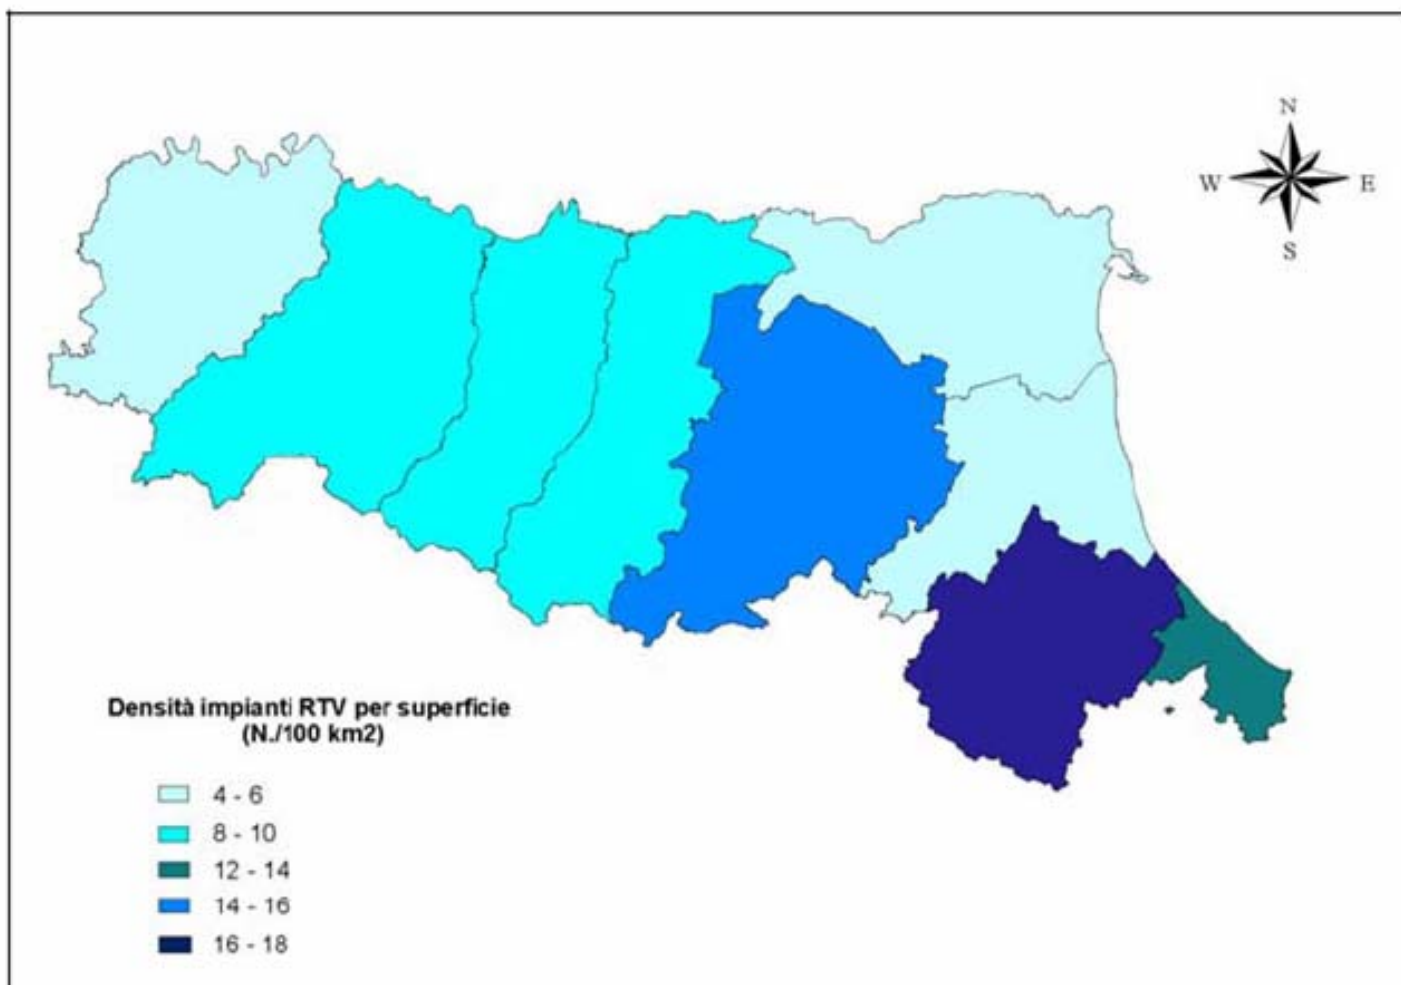 N
W E
S
Densità impianti RTV per superficie
(N./100 km2)
4 - 6
8 - 10
12 - 14
14 - 16
16 - 18